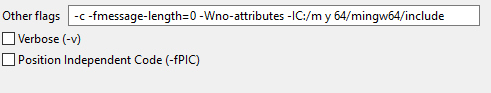 Other flags -c -fmessage-length=0 -Wno-attributes -IC:/m y 64/mingw64/include
Verbose (-v)
Position Independent Code (-fPIC)